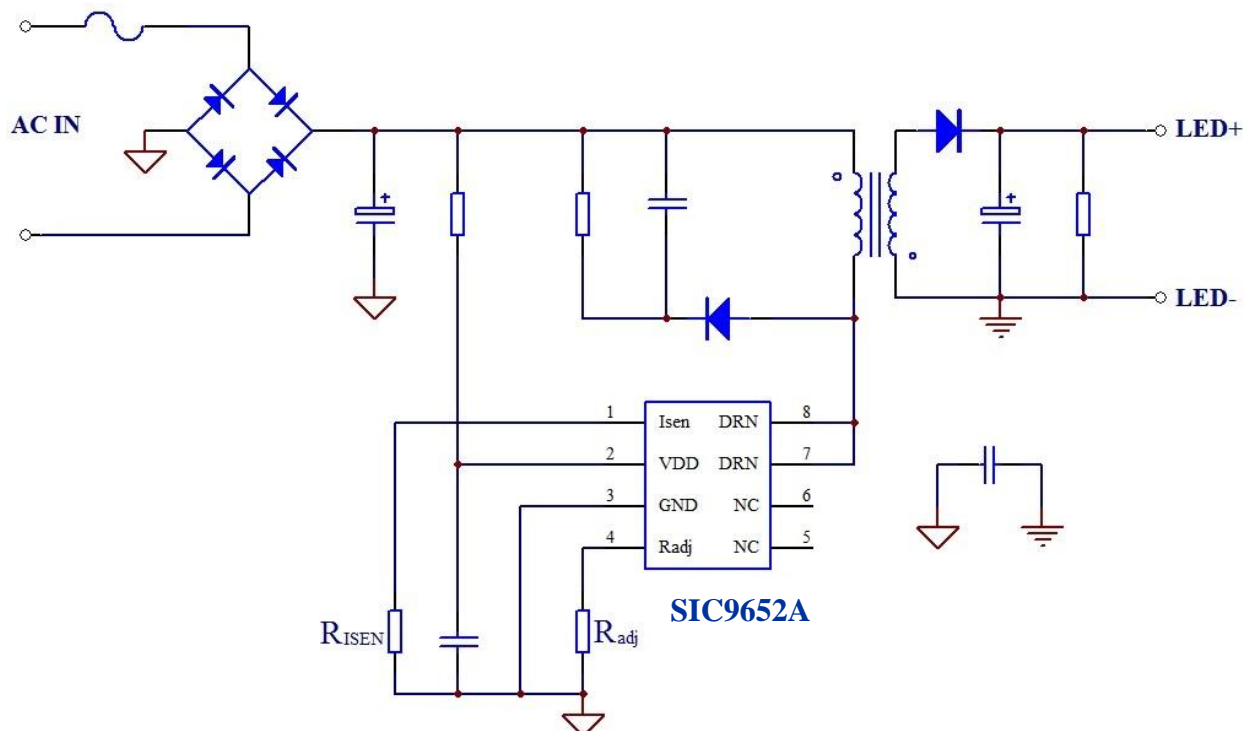 AC IN
LED+
LED-
1 Isen DRN 8
2 VDD DRN 7
3 GND NC 6
4 Radj NC 5
SIC9652A
RISEN
Radj